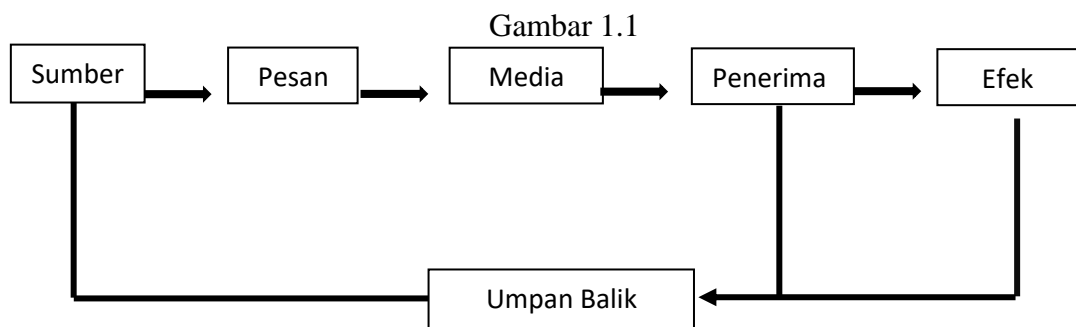 Gambar 1.1
Sumber
Pesan
Media
Penerima
Efek
Umpan Balik